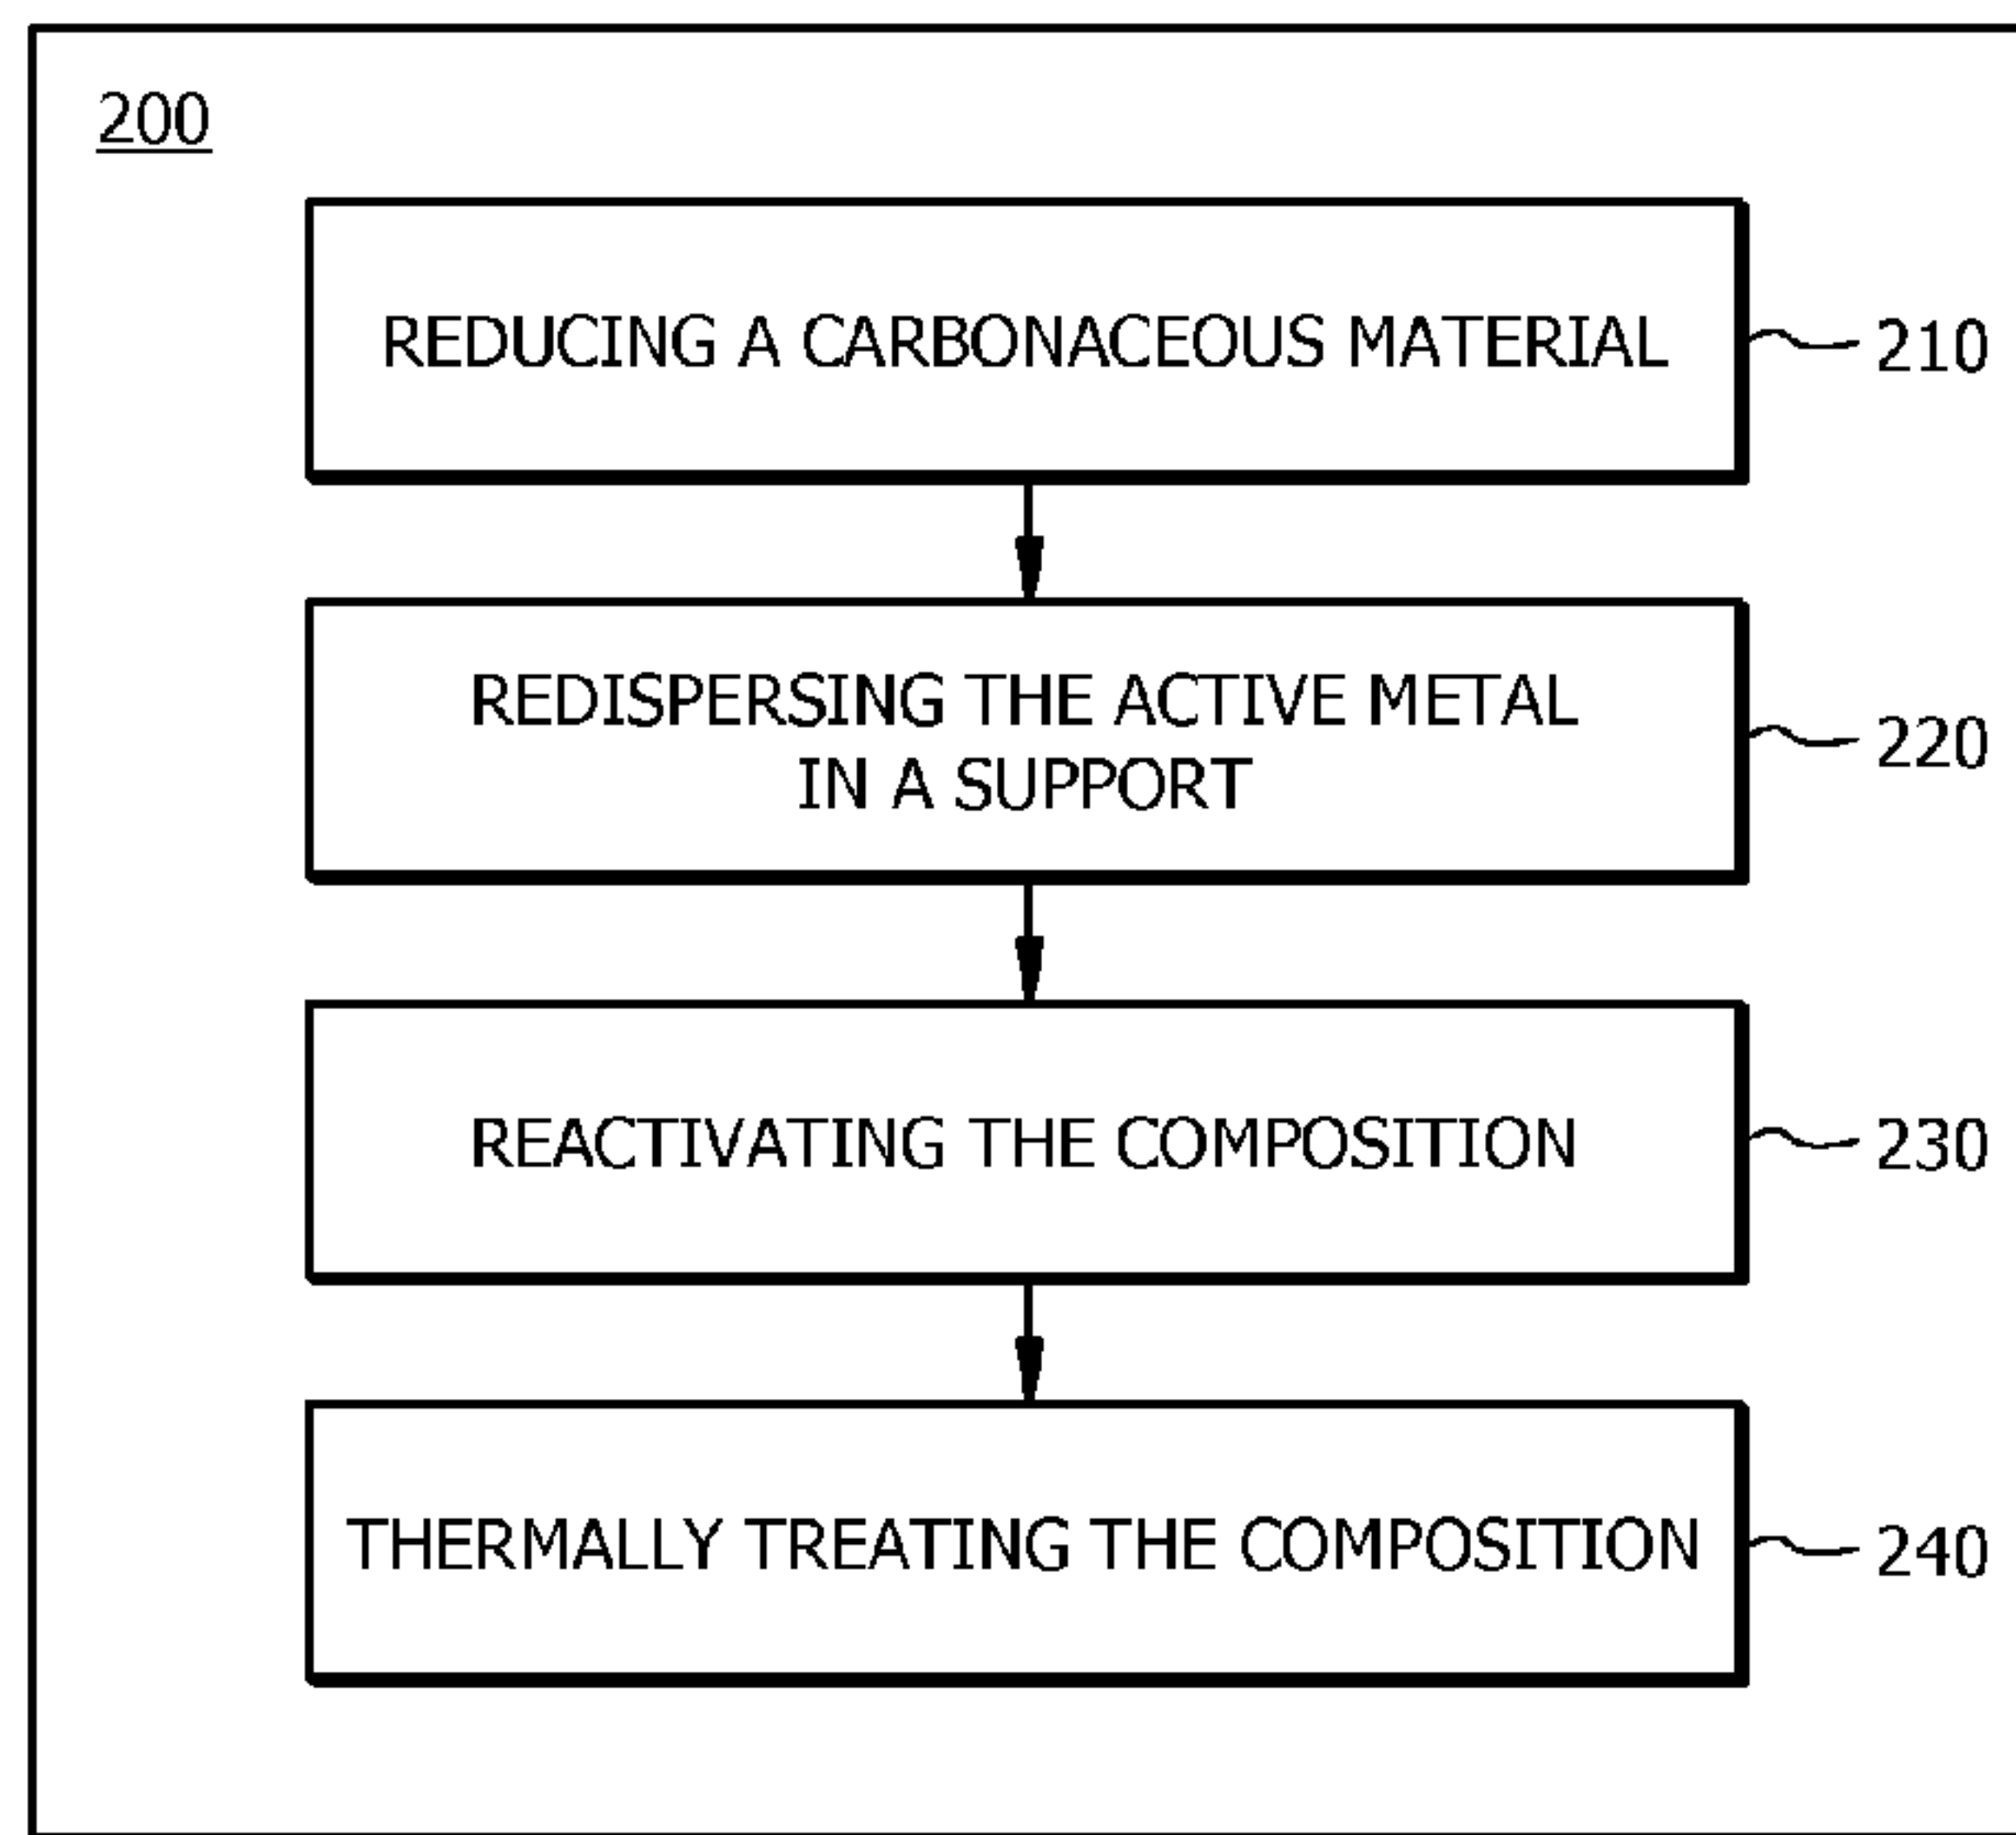 200
REDUCING A CARBONACEOUS MATERIAL
210
REDISPERSING THE ACTIVE METAL
IN A SUPPORT
220
REACTIVATING THE COMPOSITION
230
THERMALLY TREATING THE COMPOSITION
240